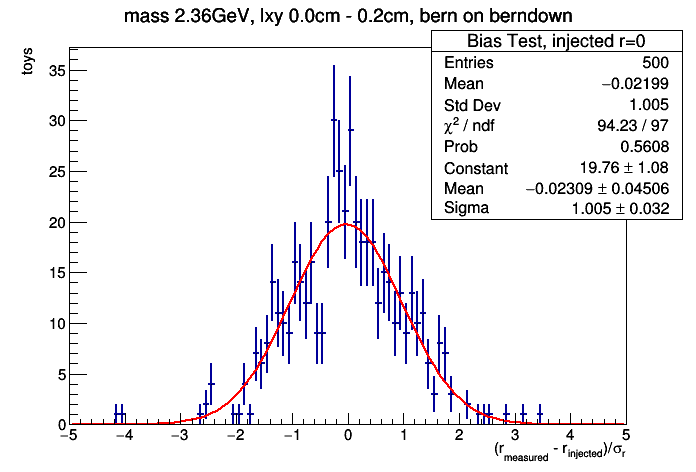 mass 2.36GeV, lxy 0.0cm - 0.2cm, bern on berndown
Bias Test, injected r=0
Entries 500
Mean −0.02199
Std Dev 1.005
χ² / ndf 94.23 / 97
Prob 0.5608
Constant 19.76 ± 1.08
Mean −0.02309 ± 0.04506
Sigma 1.005 ± 0.032
toys
35
30
25
20
15
10
5
0
−5 −4 −3 −2 −1 0 1 2 3 4 5
(r_measured - r_injected)/σ_r